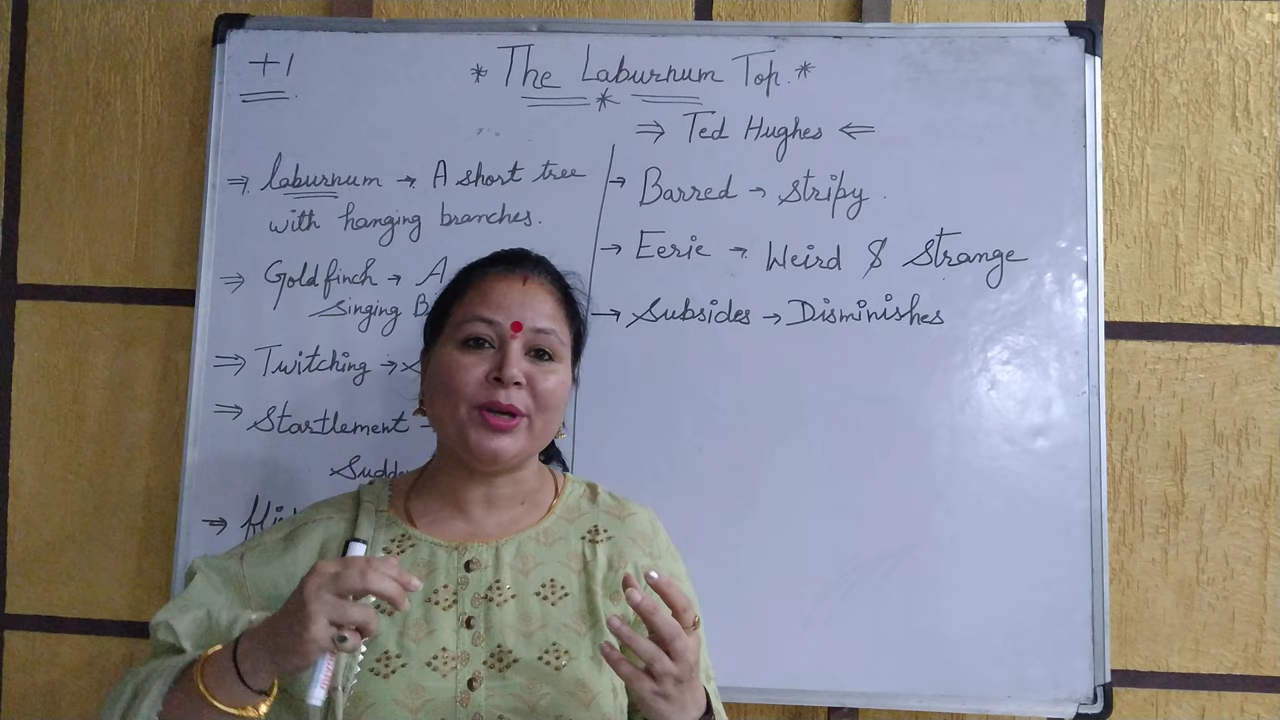 +1
* The Laburnum Top. *
*
⇒ Ted Hughes ⇐
⇒ laburnum → A short tree
with hanging branches.
⇒ Goldfinch → A
Singing B
⇒ Twitching →
⇒ Startlement -
Sudd
→ Barred → Stripy.
→ Eerie → Weird & Strange
→ Subsides → Disminishes